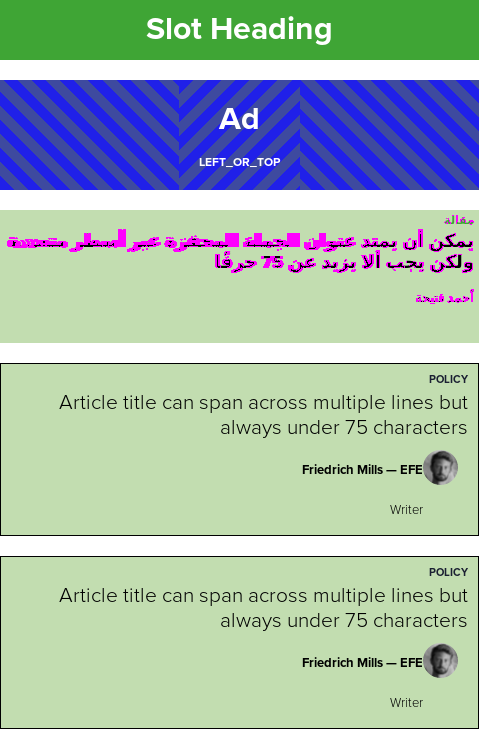 Slot Heading
Ad
LEFT_OR_TOP
مقالة
يمكن أن يمتد عنوان الجملة المحفزة عبر أسطر متعددة
ولكن يجب ألا يزيد عن 75 حرفًا
أحمد فتيحة
POLICY
Article title can span across multiple lines but
always under 75 characters
Friedrich Mills — EFE
Writer
POLICY
Article title can span across multiple lines but
always under 75 characters
Friedrich Mills — EFE
Writer